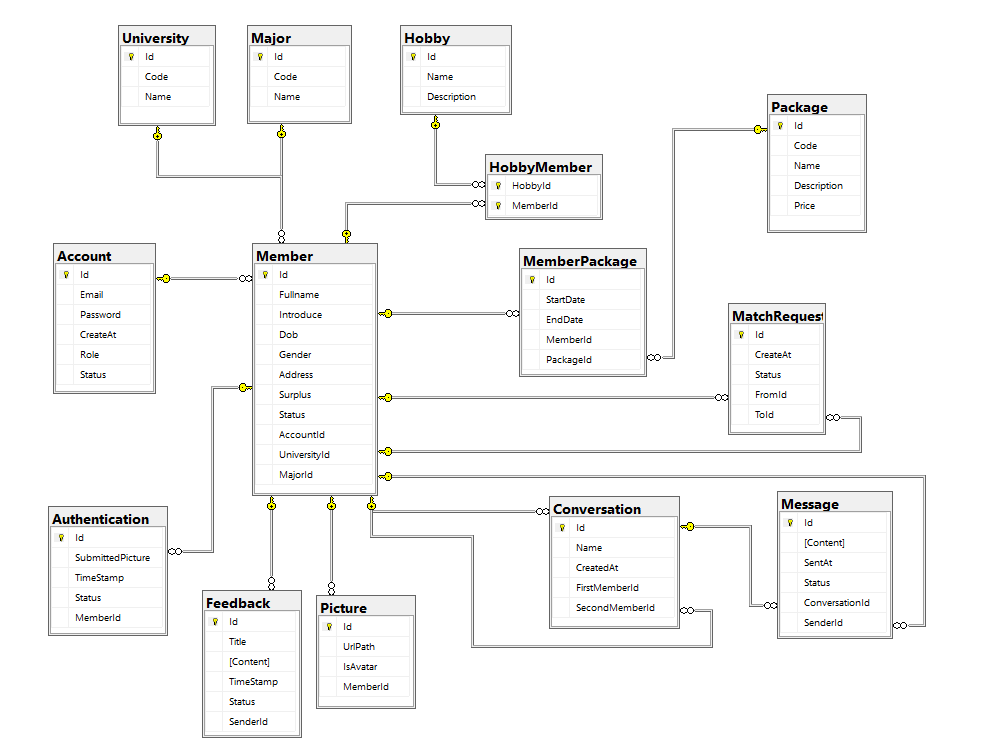 University
Id
Code
Name
Major
Id
Code
Name
Hobby
Id
Name
Description
Package
Id
Code
Name
Description
Price
HobbyMember
HobbyId
MemberId
Account
Id
Email
Password
CreateAt
Role
Status
Member
Id
Fullname
Introduce
Dob
Gender
Address
Surplus
Status
AccountId
UniversityId
MajorId
MemberPackage
Id
StartDate
EndDate
MemberId
PackageId
MatchRequest
Id
CreateAt
Status
FromId
ToId
Authentication
Id
SubmittedPicture
TimeStamp
Status
MemberId
Feedback
Id
Title
[Content]
TimeStamp
Status
SenderId
Picture
Id
UrlPath
IsAvatar
MemberId
Conversation
Id
Name
CreatedAt
FirstMemberId
SecondMemberId
Message
Id
[Content]
SentAt
Status
ConversationId
SenderId